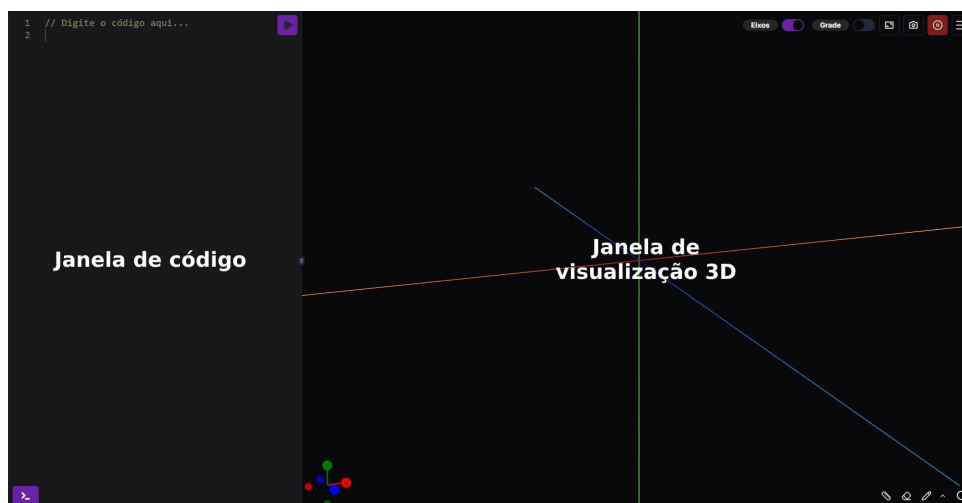 1 // Digite o código aqui...
2
Eixos
Grade
Janela de código
Janela de
visualização 3D